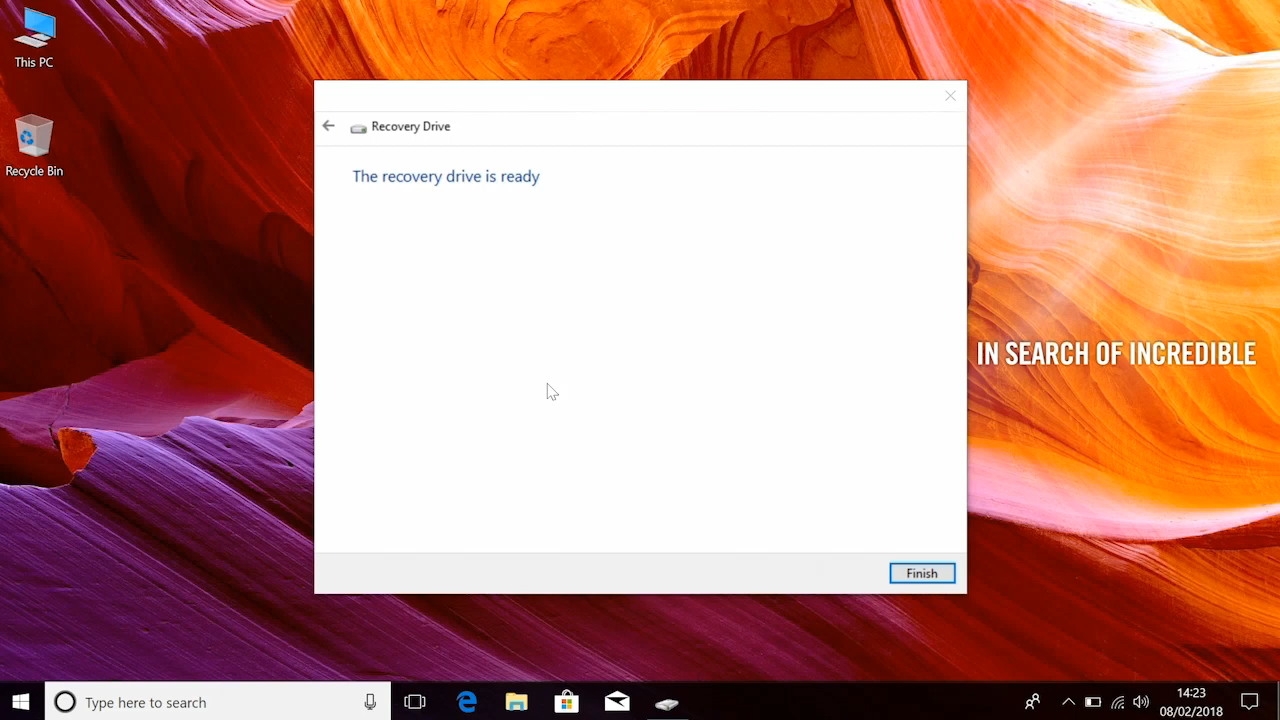 This PC
Recycle Bin
Recovery Drive
The recovery drive is ready
IN SEARCH OF INCREDIBLE
Finish
Type here to search
14:23
08/02/2018